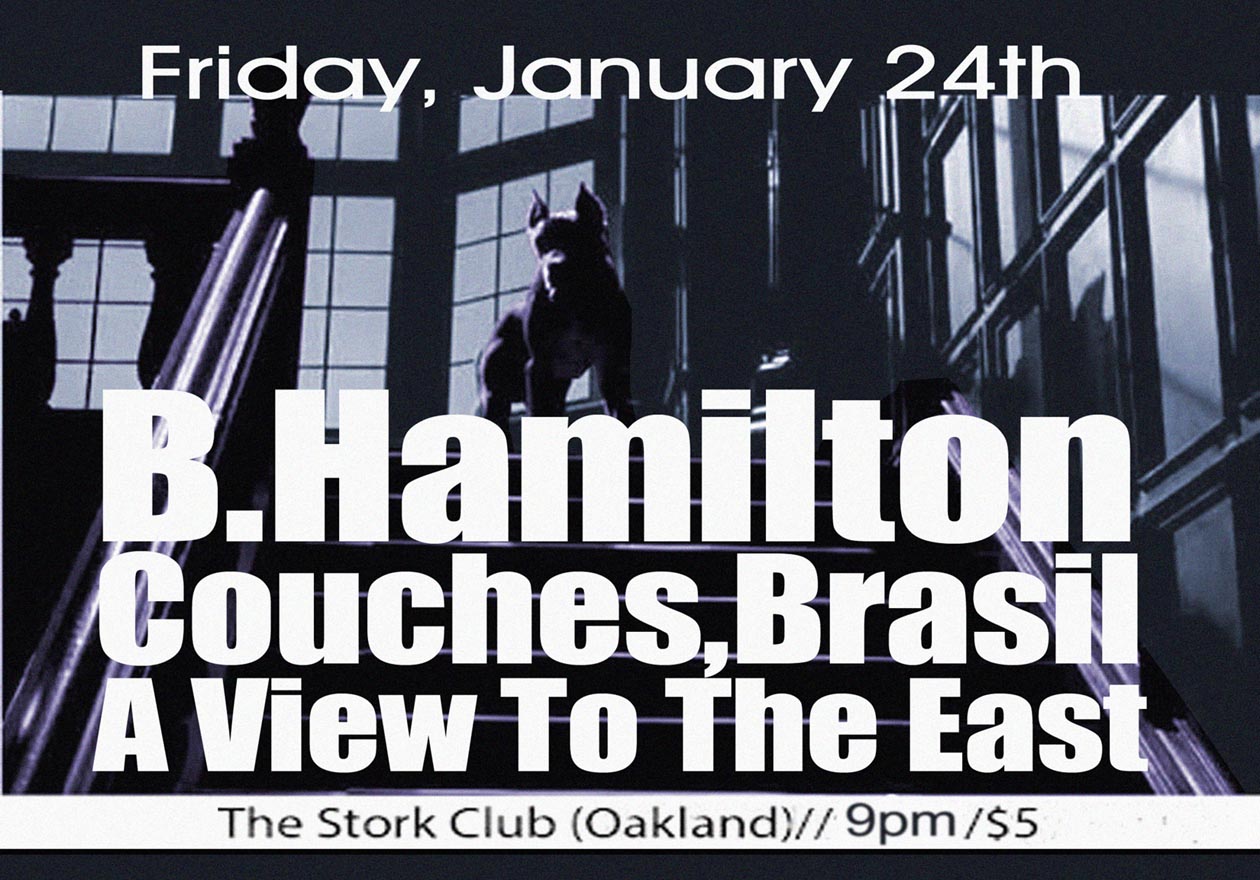 Friday, January 24th
B.Hamilton
Couches,Brasil
A View To The East
The Stork Club (Oakland)// 9pm /$5